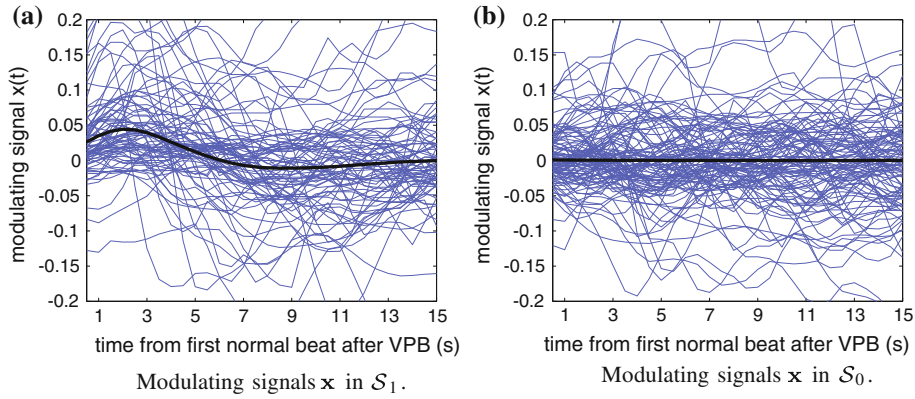 (a)
modulating signal x(t)
0.2
0.15
0.1
0.05
0
-0.05
-0.1
-0.15
-0.2
1 3 5 7 9 11 13 15
time from first normal beat after VPB (s)
Modulating signals x in S1.
(b)
modulating signal x(t)
0.2
0.15
0.1
0.05
0
-0.05
-0.1
-0.15
-0.2
1 3 5 7 9 11 13 15
time from first normal beat after VPB (s)
Modulating signals x in S0.